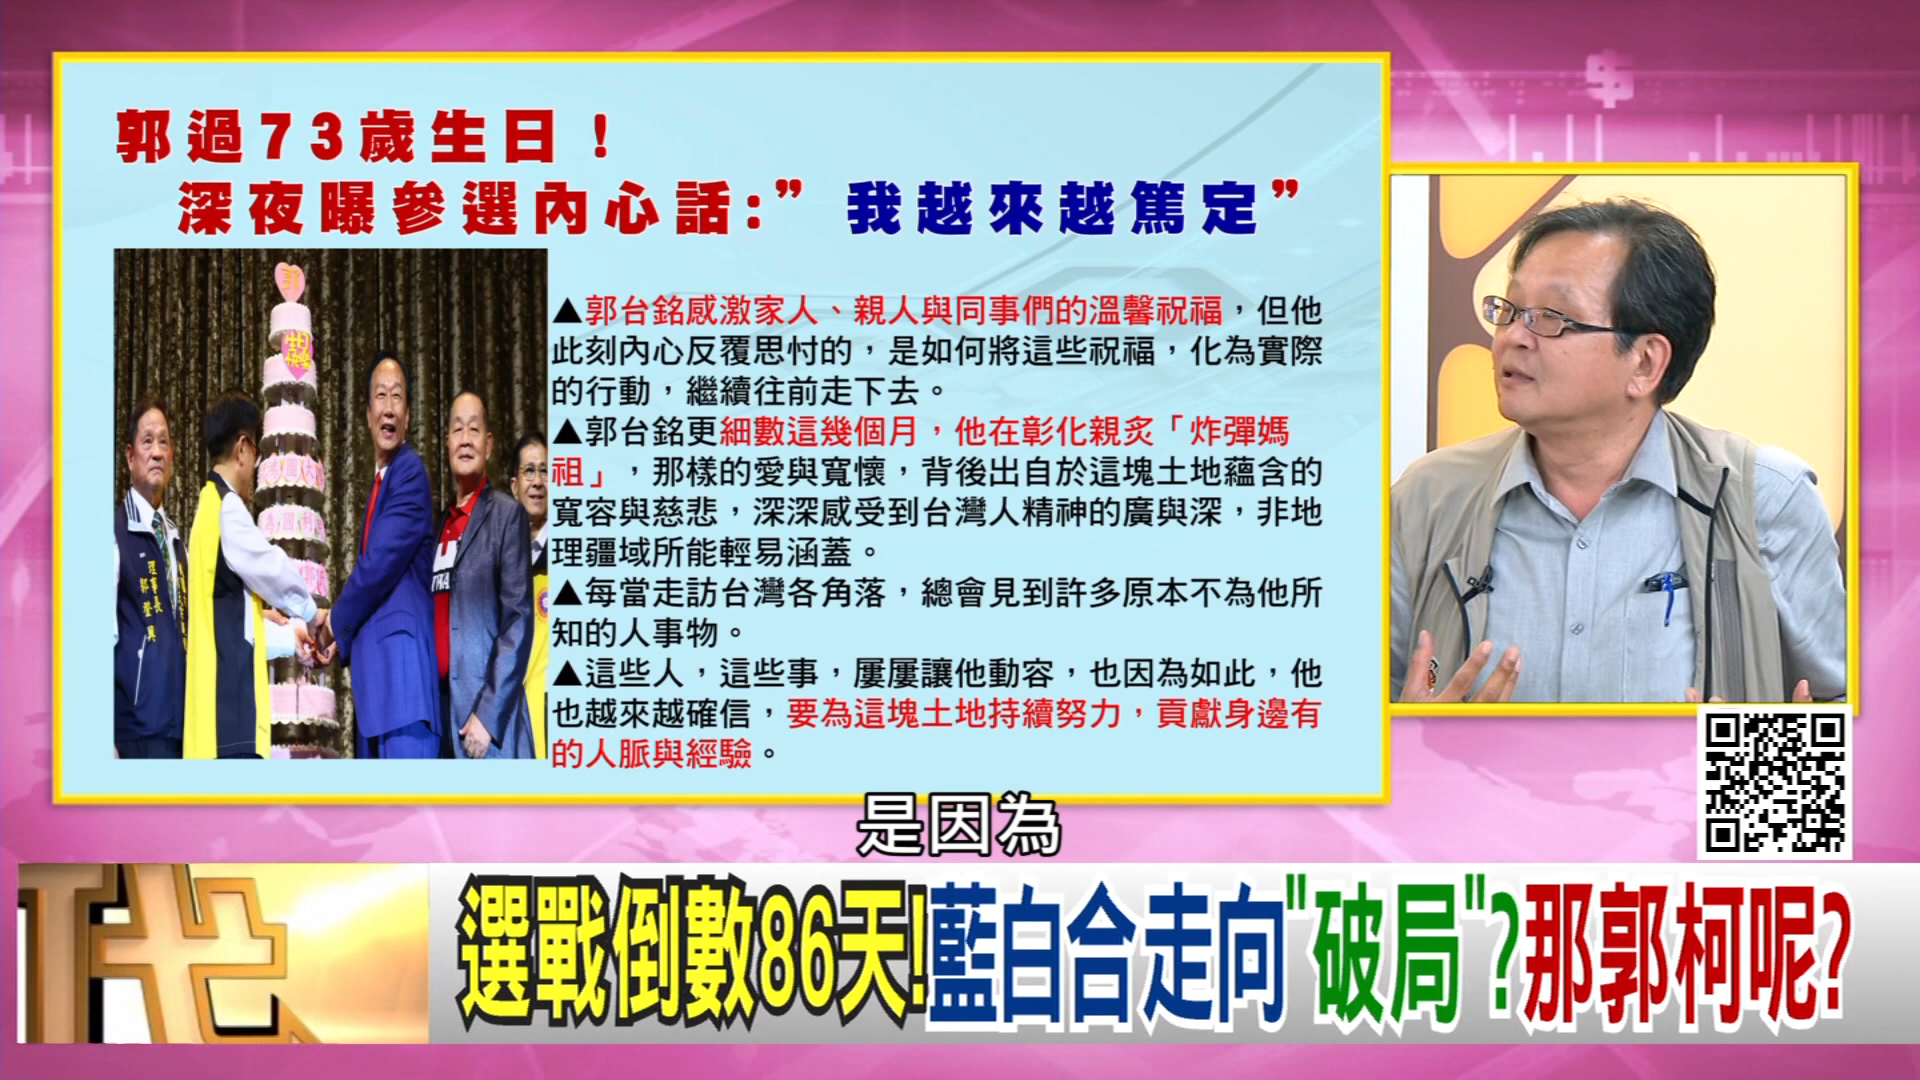 郭過73歲生日！
深夜曝參選內心話:”我越來越篤定”
▲郭台銘感激家人、親人與同事們的溫馨祝福，但他
此刻內心反覆思忖的，是如何將這些祝福，化為實際
的行動，繼續往前走下去。
▲郭台銘更細數這幾個月，他在彰化親炙「炸彈媽
祖」，那樣的愛與寬懷，背後出自於這塊土地蘊含的
寬容與慈悲，深深感受到台灣人精神的廣與深，非地
理疆域所能輕易涵蓋。
▲每當走訪台灣各角落，總會見到許多原本不為他所
知的人事物。
▲這些人，這些事，屢屢讓他動容，也因為如此，他
也越來越確信，要為這塊土地持續努力，貢獻身邊有
的人脈與經驗。
郭
生日
快樂
理事長
郭登興
是因為
選戰倒數86天!藍白合走向"破局"?那郭柯呢?